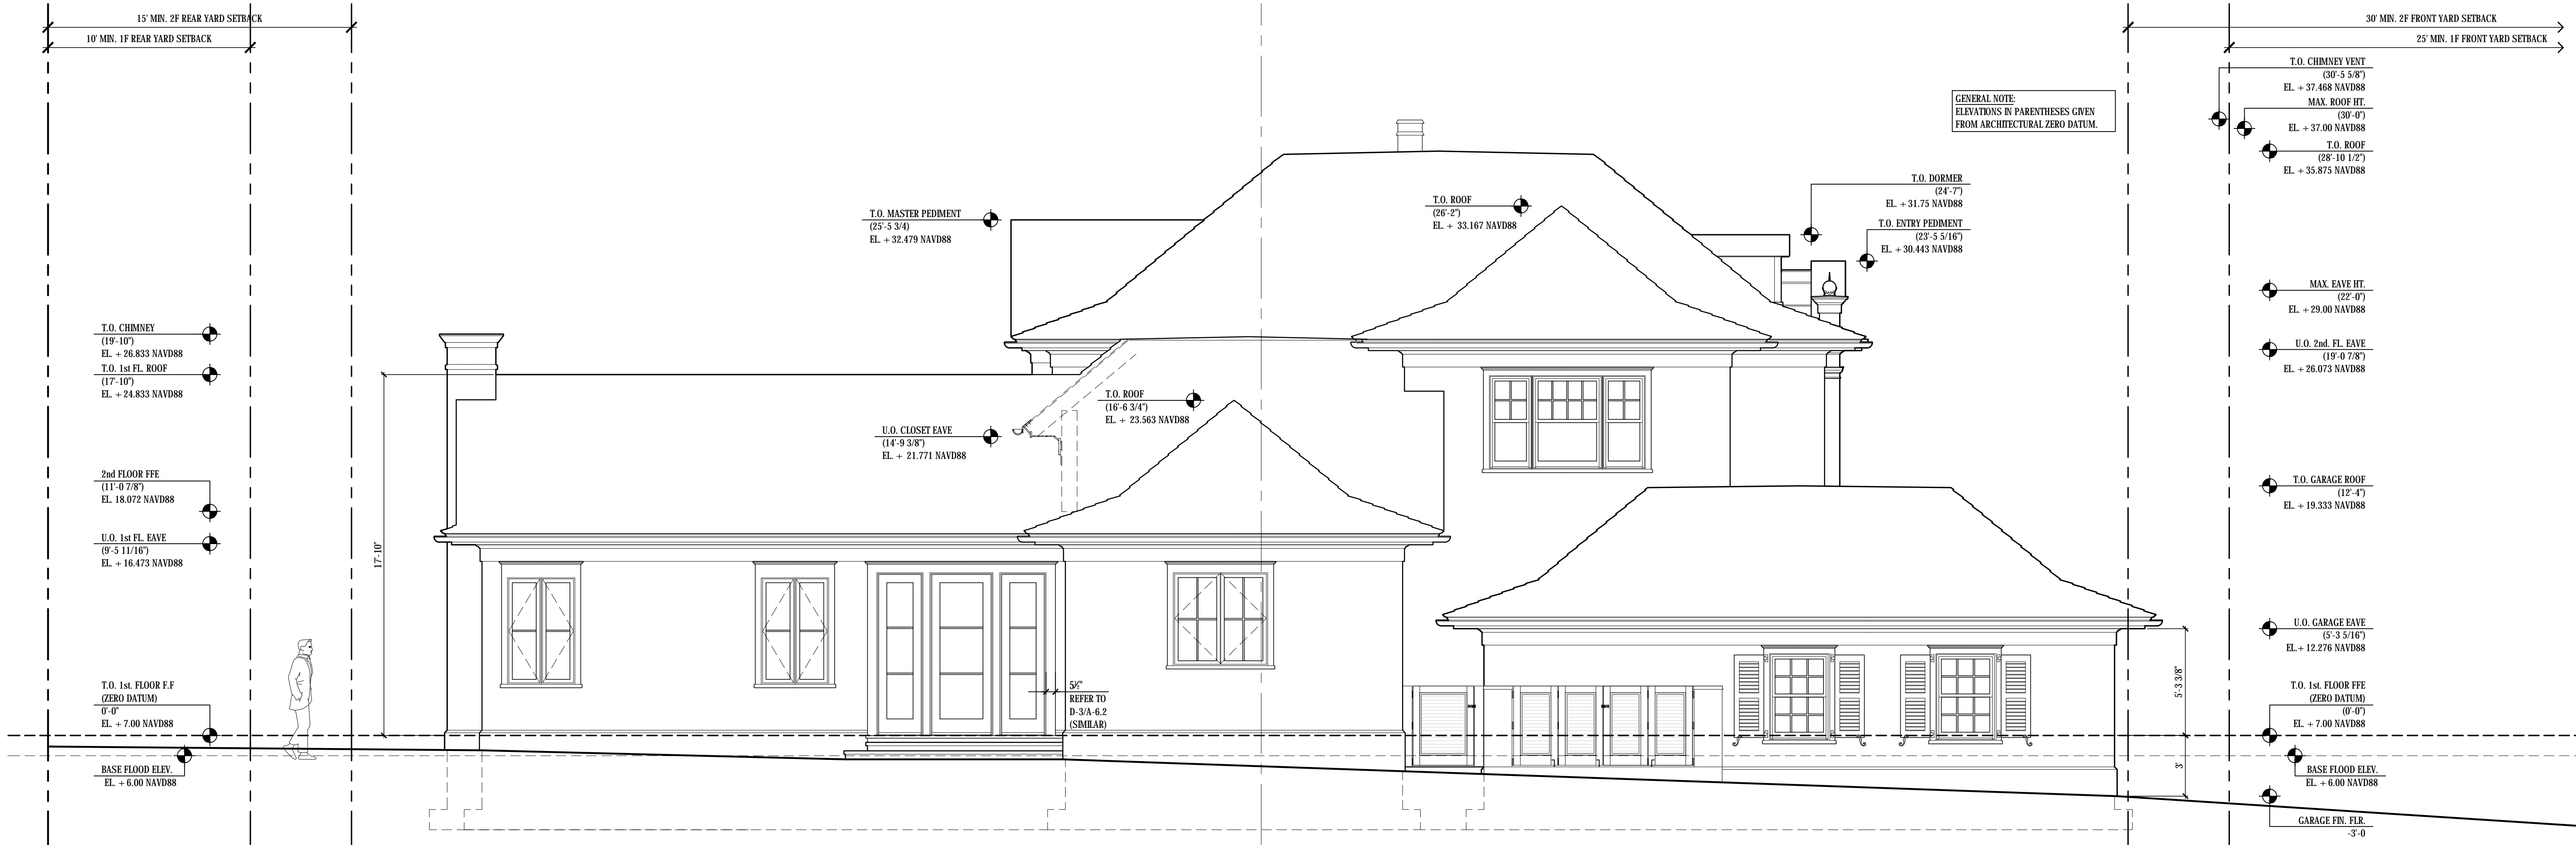 15' MIN. 2F REAR YARD SETBACK
10' MIN. 1F REAR YARD SETBACK
30' MIN. 2F FRONT YARD SETBACK
25' MIN. 1F FRONT YARD SETBACK
GENERAL NOTE:
ELEVATIONS IN PARENTHESES GIVEN
FROM ARCHITECTURAL ZERO DATUM.
T.O. CHIMNEY VENT
(30'-5 5/8")
EL. + 37.468 NAVD88
MAX. ROOF HT.
(30'-0")
EL. + 37.00 NAVD88
T.O. ROOF
(28'-10 1/2")
EL. + 35.875 NAVD88
T.O. DORMER
(24'-7")
EL. + 31.75 NAVD88
T.O. ENTRY PEDIMENT
(23'-5 5/16")
EL. + 30.443 NAVD88
T.O. ROOF
(26'-2")
EL. + 33.167 NAVD88
T.O. MASTER PEDIMENT
(25'-5 3/4)
EL. + 32.479 NAVD88
MAX. EAVE HT.
(22'-0")
EL. + 29.00 NAVD88
T.O. CHIMNEY
(19'-10")
EL. + 26.833 NAVD88
T.O. 1st FL. ROOF
(17'-10")
EL. + 24.833 NAVD88
U.O. 2nd. FL. EAVE
(19'-0 7/8")
EL. + 26.073 NAVD88
T.O. ROOF
(16'-6 3/4")
EL. + 23.563 NAVD88
U.O. CLOSET EAVE
(14'-9 3/8")
EL. + 21.771 NAVD88
2nd FLOOR FFE
(11'-0 7/8")
EL. 18.072 NAVD88
T.O. GARAGE ROOF
(12'-4")
EL. + 19.333 NAVD88
U.O. 1st FL. EAVE
(9'-5 11/16")
EL. + 16.473 NAVD88
17'-10"
U.O. GARAGE EAVE
(5'-3 5/16")
EL.+ 12.276 NAVD88
T.O. 1st. FLOOR F.F
(ZERO DATUM)
0'-0"
EL. + 7.00 NAVD88
5½"
REFER TO
D-3/A-6.2
(SIMILAR)
5'-3 3/8"
3'
T.O. 1st. FLOOR FFE
(ZERO DATUM)
(0'-0")
EL. + 7.00 NAVD88
BASE FLOOD ELEV.
EL. + 6.00 NAVD88
BASE FLOOD ELEV.
EL. + 6.00 NAVD88
GARAGE FIN. FLR.
-3'-0